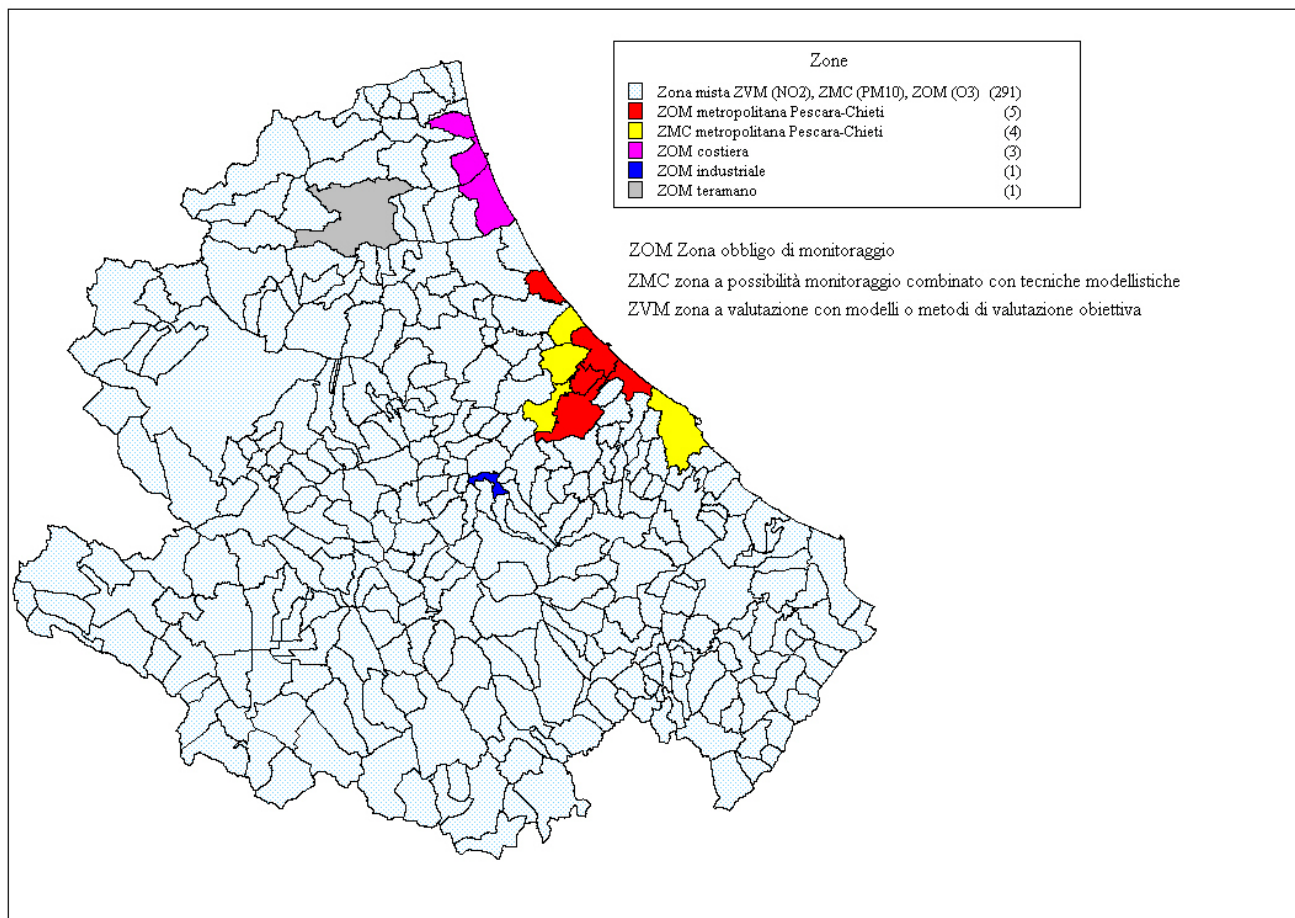 Zone
Zona mista ZVM (NO2), ZMC (PM10), ZOM (O3) (291)
ZOM metropolitana Pescara-Chieti (5)
ZMC metropolitana Pescara-Chieti (4)
ZOM costiera (3)
ZOM industriale (1)
ZOM teramano (1)
ZOM Zona obbligo di monitoraggio
ZMC zona a possibilità monitoraggio combinato con tecniche modellistiche
ZVM zona a valutazione con modelli o metodi di valutazione obiettiva